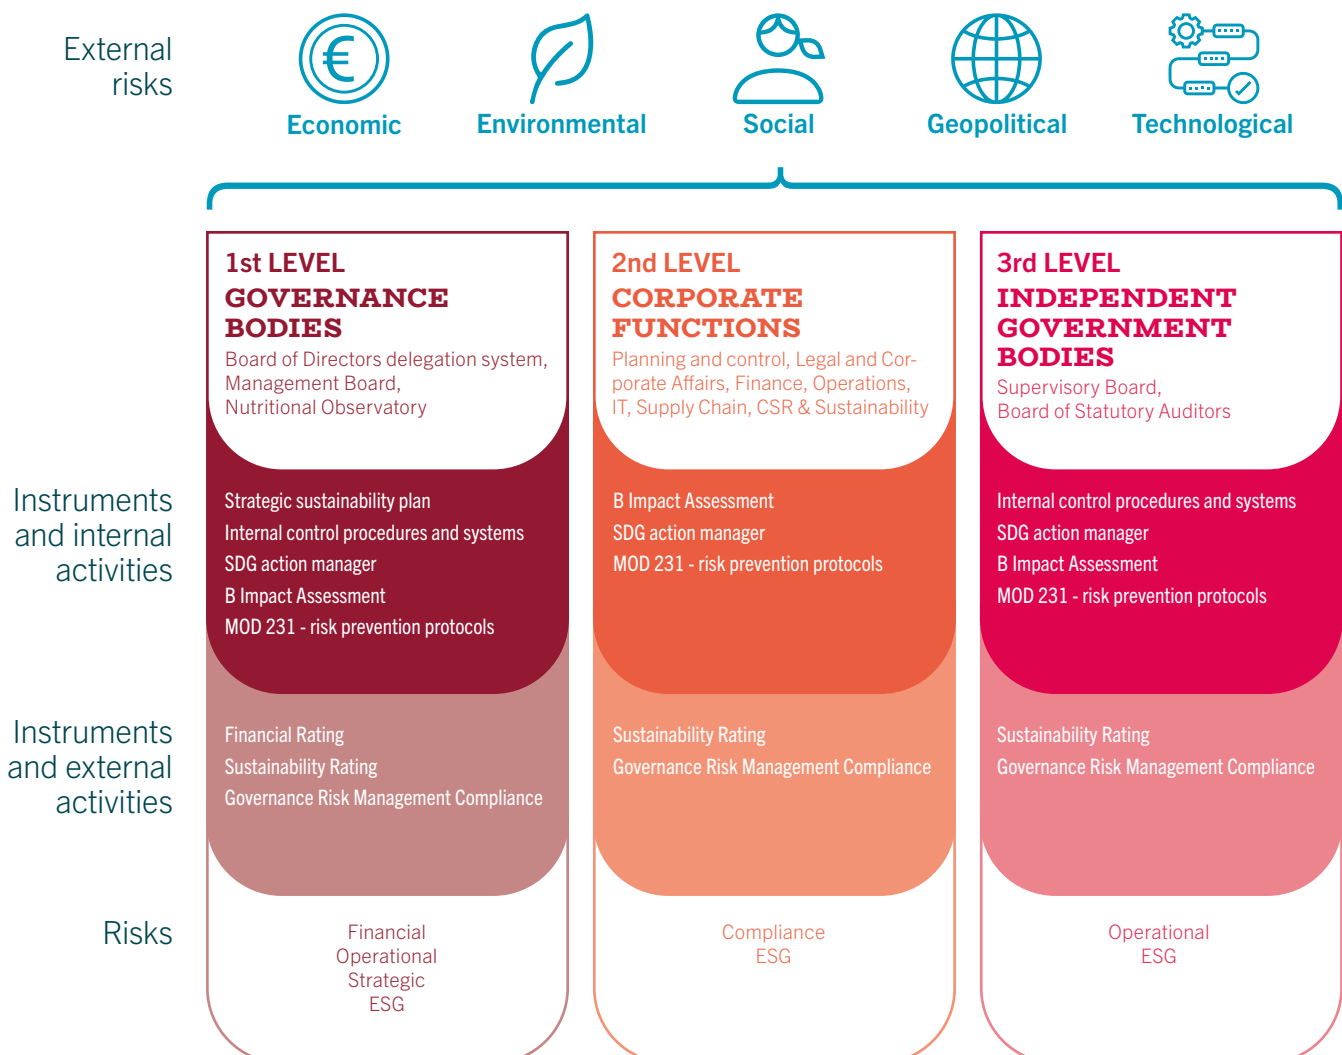 External
risks
Economic
Environmental
Social
Geopolitical
Technological
1st LEVEL
GOVERNANCE
BODIES
Board of Directors delegation system,
Management Board,
Nutritional Observatory
2nd LEVEL
CORPORATE
FUNCTIONS
Planning and control, Legal and Cor-
porate Affairs, Finance, Operations,
IT, Supply Chain, CSR & Sustainability
3rd LEVEL
INDEPENDENT
GOVERNMENT
BODIES
Supervisory Board,
Board of Statutory Auditors
Instruments
and internal
activities
Strategic sustainability plan
Internal control procedures and systems
SDG action manager
B Impact Assessment
MOD 231 - risk prevention protocols
B Impact Assessment
SDG action manager
MOD 231 - risk prevention protocols
Internal control procedures and systems
SDG action manager
B Impact Assessment
MOD 231 - risk prevention protocols
Instruments
and external
activities
Financial Rating
Sustainability Rating
Governance Risk Management Compliance
Sustainability Rating
Governance Risk Management Compliance
Sustainability Rating
Governance Risk Management Compliance
Risks
Financial
Operational
Strategic
ESG
Compliance
ESG
Operational
ESG